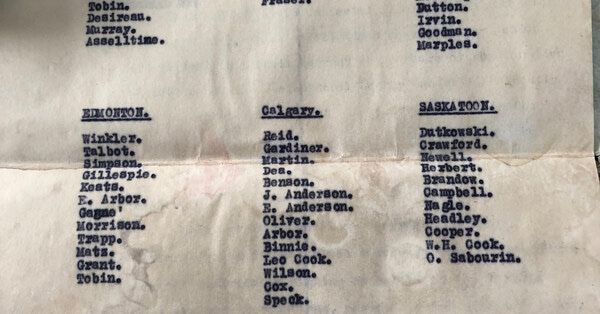 Tobin.
Desireau.
Murray.
Asselltime.
Fraser.
Dutton.
Irvin.
Goodman.
Marples.
EDMONTON.
Winkler.
Talbot.
Simpson.
Gillespie.
Keats.
E. Arbor.
Gagne'
Morrison.
Trapp.
Matz.
Grant.
Tobin.
Calgary.
Reid.
Gardiner.
Martin.
Des.
Benson.
J. Anderson.
E. Anderson.
Oliver.
Arbor.
Binnie.
Leo Cook.
Wilson.
Cox.
Speck.
SASKATOON.
Dutkowski.
Crawford.
Newell.
Herbert.
Brandow.
Campbell.
Nagle.
Headley.
Cooper.
W.H. Cook.
O. Sabourin.